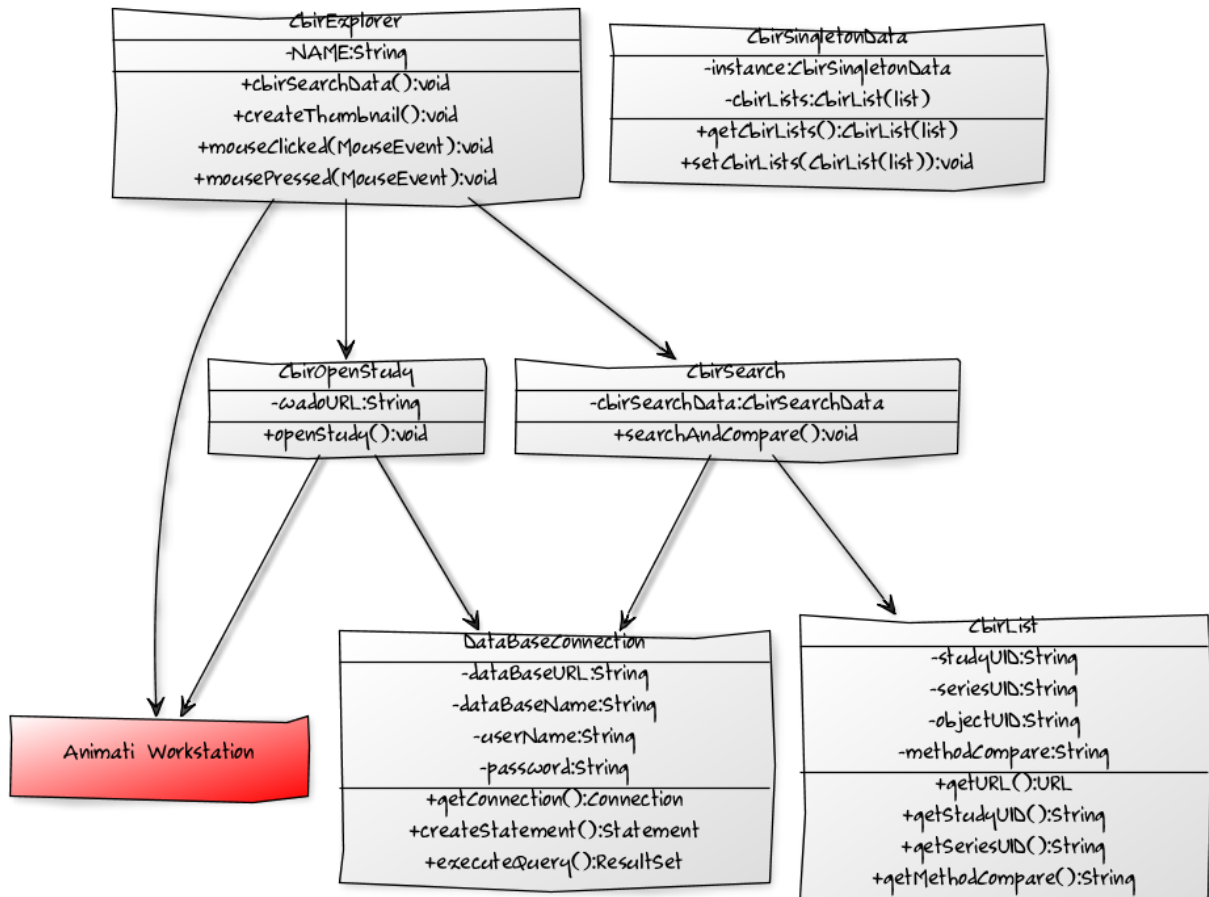 CbirExplorer
-NAME:String
+cbirSearchData():void
+createThumbnail():void
+mouseClicked(MouseEvent):void
+mousePressed(MouseEvent):void
CbirSingletonData
-instance:CbirSingletonData
-cbirLists:CbirList(list)
+getCbirLists():CbirList(list)
+setCbirLists(CbirList(list)):void
CbirOpenStudy
-wadoURL:String
+openStudy():void
CbirSearch
-cbirSearchData:CbirSearchData
+searchAndCompare():void
Animati Workstation
DataBaseConnection
-dataBaseURL:String
-dataBaseName:String
-userName:String
-password:String
+getConnection():Connection
+createStatement():Statement
+executeQuery():ResultSet
CbirList
-studyUID:String
-seriesUID:String
-objectUID:String
-methodCompare:String
+getURL():URL
+getStudyUID():String
+getSeriesUID():String
+getMethodCompare():String